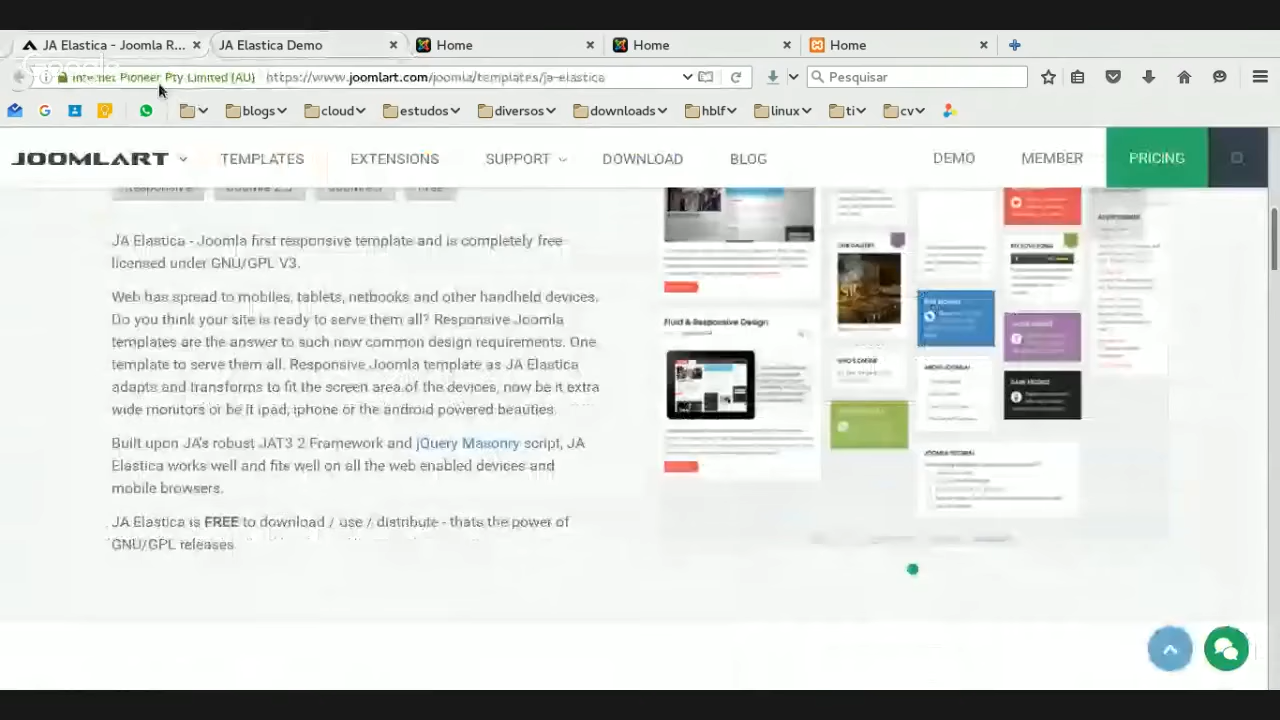 JA Elastica - Joomla R...
JA Elastica Demo
Home
Home
Home
Google
Internet Pioneer Pty Limited (AU)
https://www.joomlart.com/joomla/templates/ja-elastica
Pesquisar
blogs
cloud
estudos
diversos
downloads
hblf
linux
ti
cv
JOOMLART
TEMPLATES
EXTENSIONS
SUPPORT
DOWNLOAD
BLOG
DEMO
MEMBER
PRICING
Responsive
Joomla 2.5
Free
JA Elastica - Joomla first responsive template and is completely free
licensed under GNU/GPL V3.
Web has spread to mobiles, tablets, netbooks and other handheld devices.
Do you think your site is ready to serve them all? Responsive Joomla
templates are the answer to such now common design requirements. One
template to serve them all. Responsive Joomla template as JA Elastica
adapts and transforms to fit the screen area of the devices, now be it extra
wide monitors or be it ipad, iphone or the android powered beauties.
Built upon JA's robust JAT3 2 Framework and jQuery Masonry script, JA
Elastica works well and fits well on all the web enabled devices and
mobile browsers.
JA Elastica is FREE to download / use / distribute - thats the power of
GNU/GPL releases
Fluid & Responsive Design